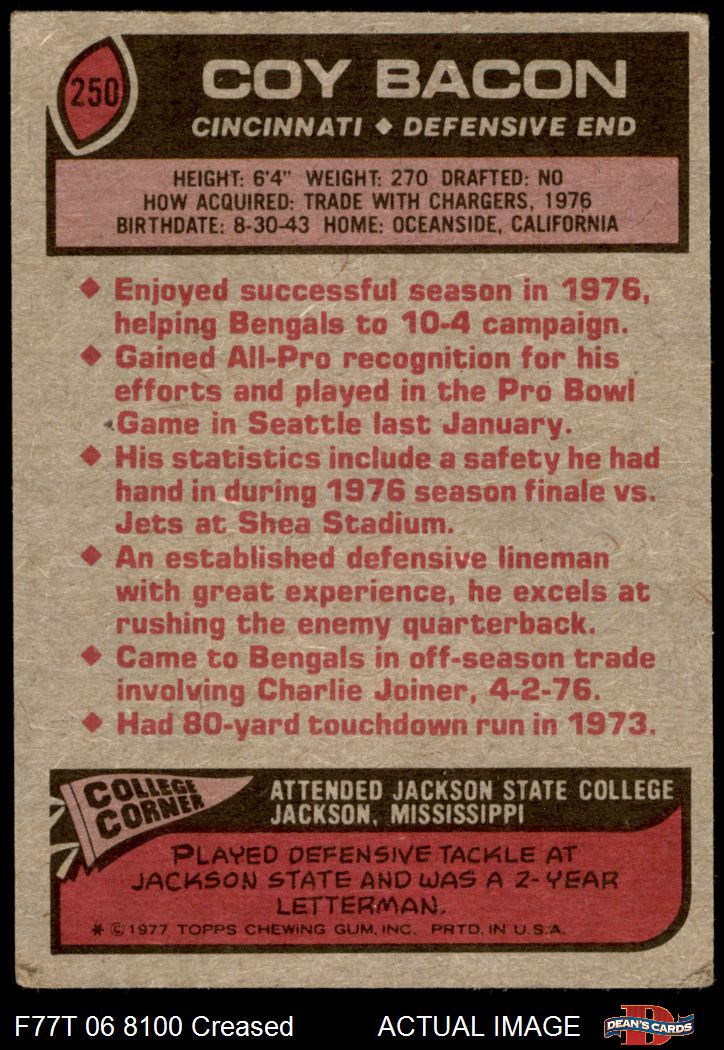 250
COY BACON
CINCINNATI ◆ DEFENSIVE END
HEIGHT: 6'4" WEIGHT: 270 DRAFTED: NO
HOW ACQUIRED: TRADE WITH CHARGERS, 1976
BIRTHDATE: 8-30-43 HOME: OCEANSIDE, CALIFORNIA
◆ Enjoyed successful season in 1976,
helping Bengals to 10-4 campaign.
◆ Gained All-Pro recognition for his
efforts and played in the Pro Bowl
Game in Seattle last January.
◆ His statistics include a safety he had
hand in during 1976 season finale vs.
Jets at Shea Stadium.
◆ An established defensive lineman
with great experience, he excels at
rushing the enemy quarterback.
◆ Came to Bengals in off-season trade
involving Charlie Joiner, 4-2-76.
◆ Had 80-yard touchdown run in 1973.
COLLEGE
CORNER
ATTENDED JACKSON STATE COLLEGE
JACKSON, MISSISSIPPI
PLAYED DEFENSIVE TACKLE AT
JACKSON STATE AND WAS A 2-YEAR
LETTERMAN.
* © 1977 TOPPS CHEWING GUM, INC. PRTD. IN U.S.A.
F77T 06 8100 Creased
ACTUAL IMAGE
D
DEAN'S CARDS